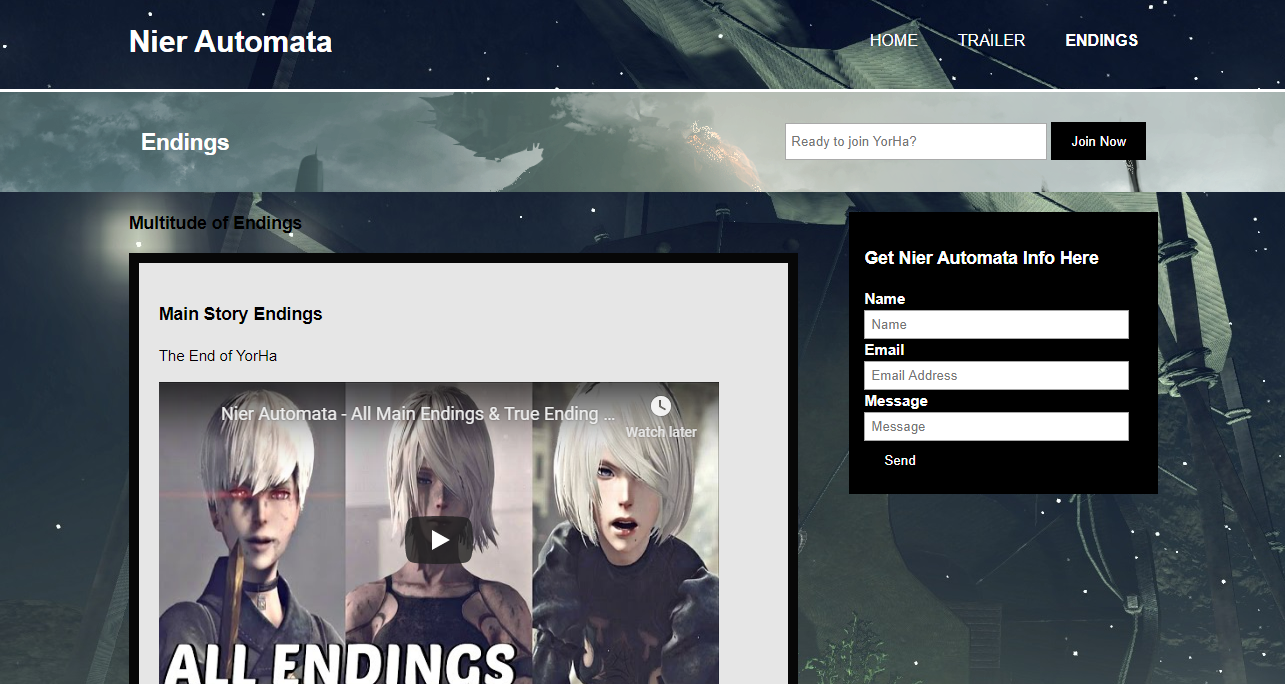 Nier Automata
HOME TRAILER ENDINGS
Endings
Ready to join YorHa?
Join Now
Multitude of Endings
Main Story Endings
The End of YorHa
Nier Automata - All Main Endings & True Ending ...
Watch later
ALL ENDINGS
Get Nier Automata Info Here
Name
Name
Email
Email Address
Message
Message
Send